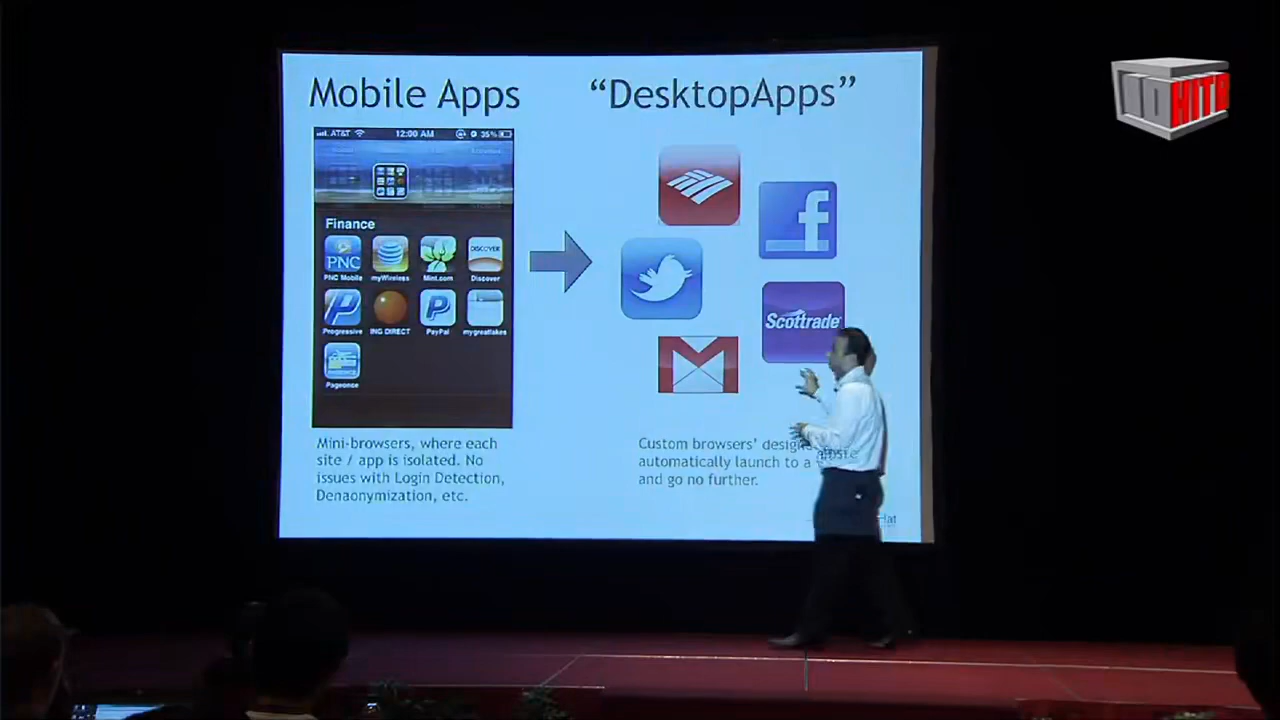 Mobile Apps
“DesktopApps”
AT&T
12:00 AM
35%
Finance
PNC
DISCOVER
PNC Mobile
myWireless
Mint.com
Discover
Progressive
ING DIRECT
PayPal
mygreatlakes
Pageonce
Scottrade
Mini-browsers, where each
site / app is isolated. No
issues with Login Detection,
Denaonymization, etc.
Custom browsers’
automatically launch to a
and go no further.
HITB